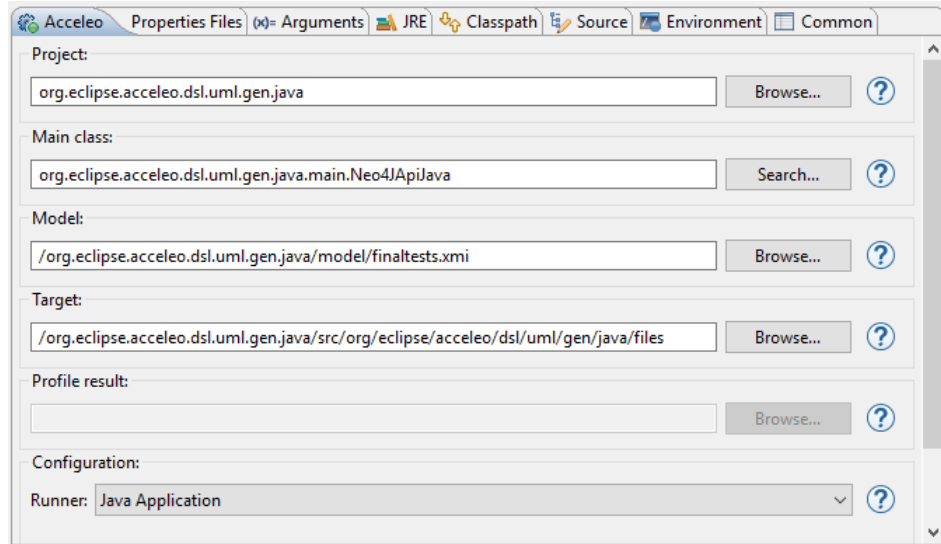 Acceleo Properties Files (x)= Arguments JRE Classpath Source Environment Common
Project:
org.eclipse.acceleo.dsl.uml.gen.java Browse... ?
Main class:
org.eclipse.acceleo.dsl.uml.gen.java.main.Neo4JApiJava Search... ?
Model:
/org.eclipse.acceleo.dsl.uml.gen.java/model/finaltests.xmi Browse... ?
Target:
/org.eclipse.acceleo.dsl.uml.gen.java/src/org/eclipse/acceleo/dsl/uml/gen/java/files Browse... ?
Profile result:
Browse... ?
Configuration:
Runner: Java Application ?